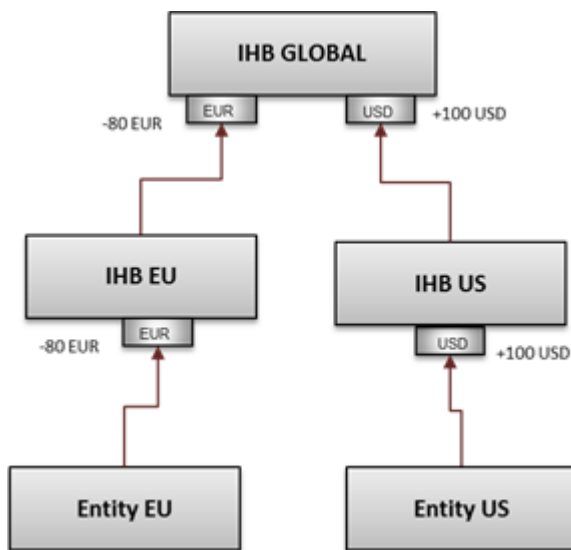 IHB GLOBAL
EUR
USD
-80 EUR
+100 USD
IHB EU
IHB US
EUR
USD
-80 EUR
+100 USD
Entity EU
Entity US